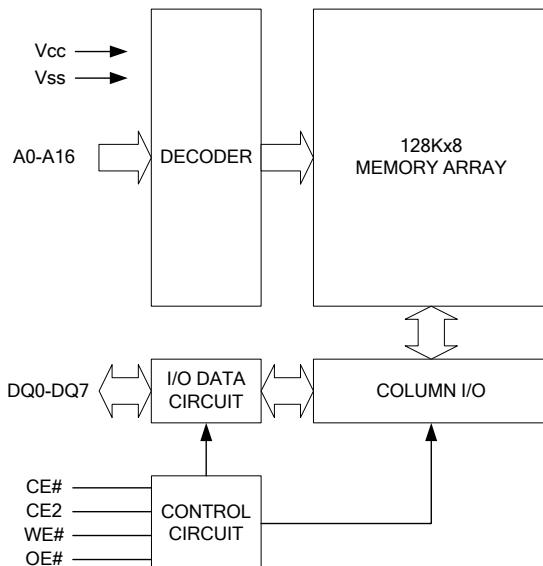 Vcc
Vss
A0-A16
DECODER
128Kx8
MEMORY ARRAY
DQ0-DQ7
I/O DATA
CIRCUIT
COLUMN I/O
CE#
CE2
WE#
OE#
CONTROL
CIRCUIT